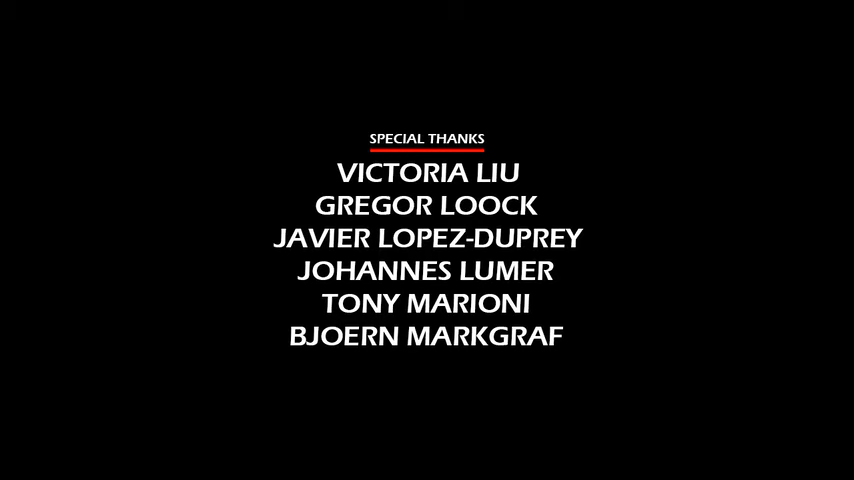 SPECIAL THANKS
VICTORIA LIU
GREGOR LOOCK
JAVIER LOPEZ-DUPREY
JOHANNES LUMER
TONY MARIONI
BJOERN MARKGRAF